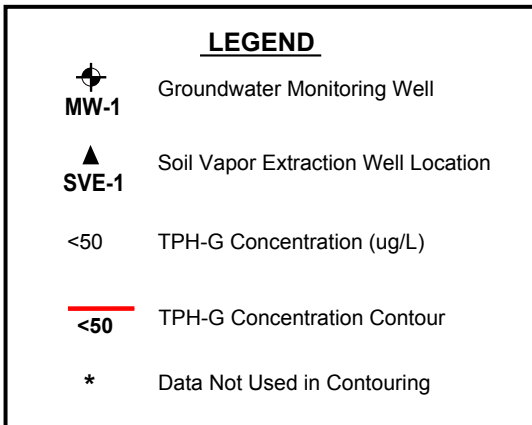 LEGEND
MW-1 Groundwater Monitoring Well
SVE-1 Soil Vapor Extraction Well Location
<50 TPH-G Concentration (ug/L)
<50 TPH-G Concentration Contour
* Data Not Used in Contouring